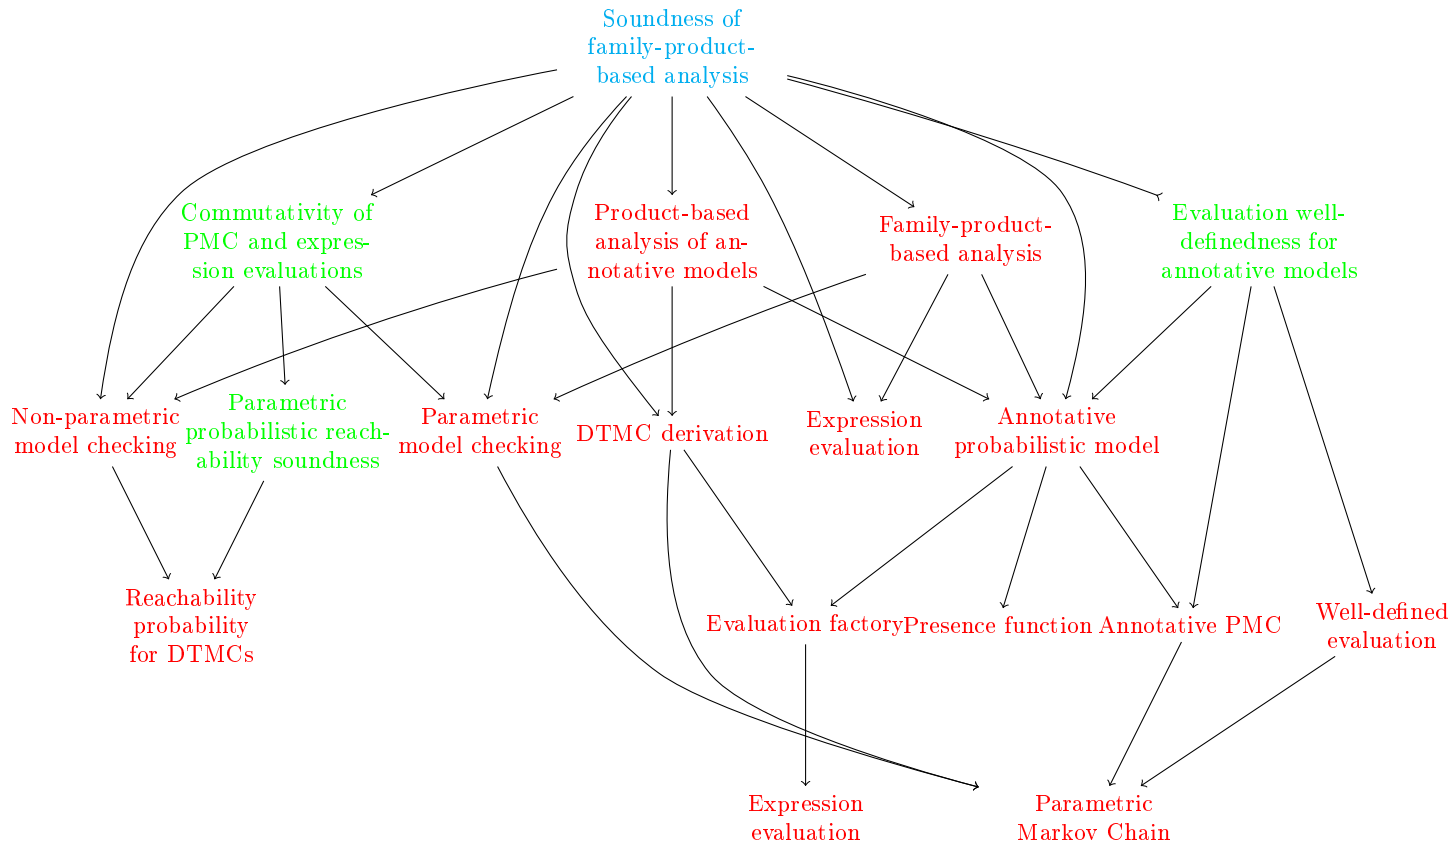 Soundness of
family-product-
based analysis
Commutativity of
PMC and expres-
sion evaluations
Product-based
analysis of an-
notative models
Family-product-
based analysis
Evaluation well-
definedness for
annotative models
Non-parametric
model checking
Parametric
probabilistic reach-
ability soundness
Parametric
model checking
DTMC derivation
Expression
evaluation
Annotative
probabilistic model
Reachability
probability
for DTMCs
Evaluation factory
Presence function
Annotative PMC
Well-defined
evaluation
Expression
evaluation
Parametric
Markov Chain